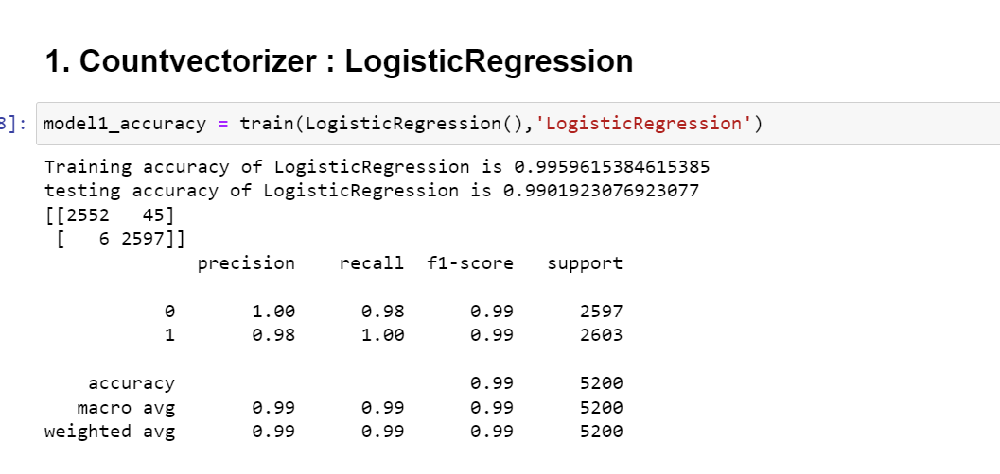 1. Countvectorizer : LogisticRegression
8]: model1_accuracy = train(LogisticRegression(),'LogisticRegression')
Training accuracy of LogisticRegression is 0.9959615384615385
testing accuracy of LogisticRegression is 0.9901923076923077
[[2552   45]
 [   6 2597]]
              precision    recall  f1-score   support
           0       1.00      0.98      0.99      2597
           1       0.98      1.00      0.99      2603
    accuracy                           0.99      5200
   macro avg       0.99      0.99      0.99      5200
weighted avg       0.99      0.99      0.99      5200